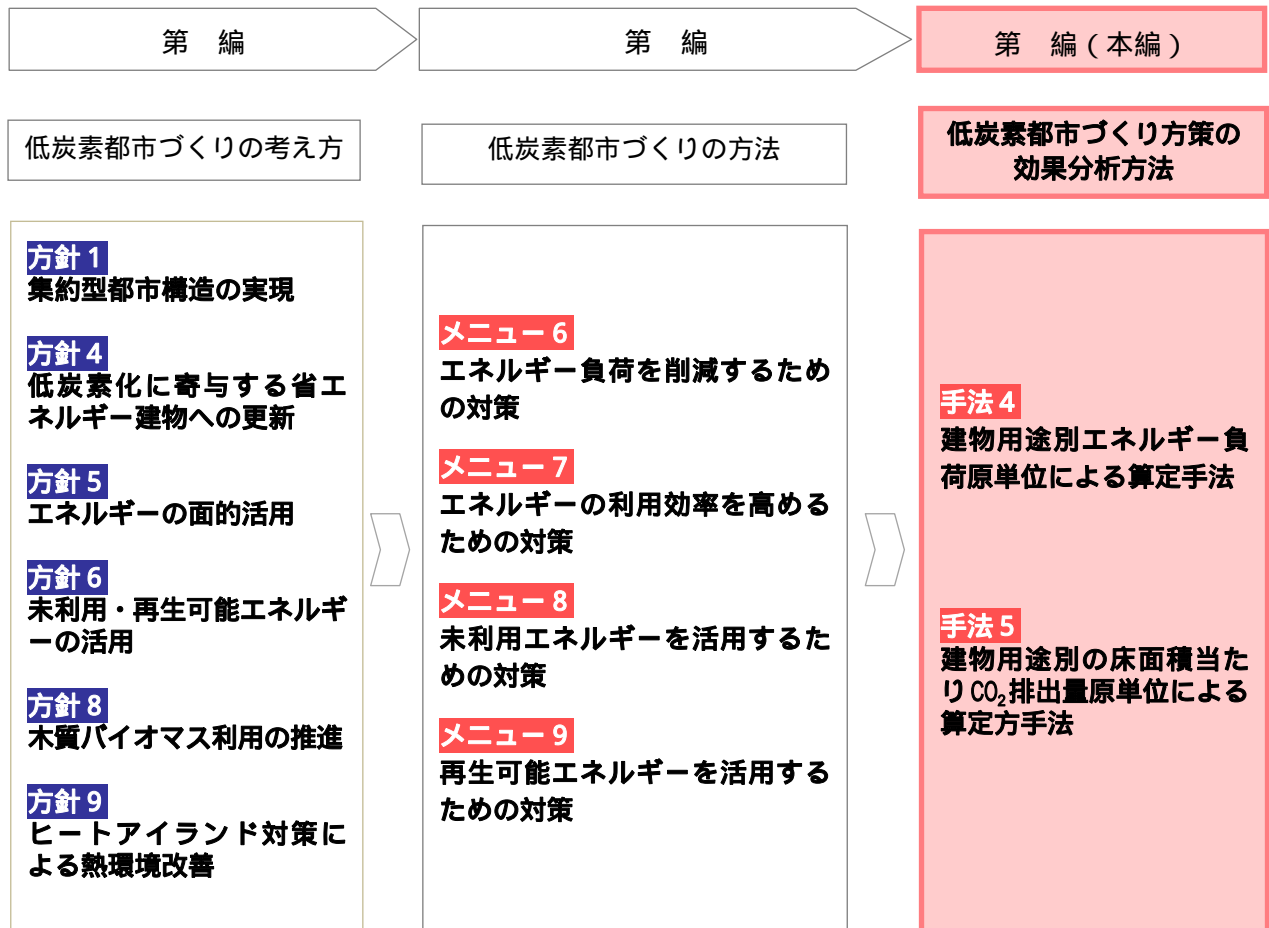 第　編
第　編
第　編（本編）
低炭素都市づくりの考え方
低炭素都市づくりの方法
低炭素都市づくり方策の
効果分析方法
方針１
集約型都市構造の実現
方針４
低炭素化に寄与する省エ
ネルギー建物への更新
方針５
エネルギーの面的活用
方針６
未利用・再生可能エネルギ
ーの活用
方針８
木質バイオマス利用の推進
方針９
ヒートアイランド対策に
よる熱環境改善
メニュー６
エネルギー負荷を削減するため
の対策
メニュー７
エネルギーの利用効率を高める
ための対策
メニュー８
未利用エネルギーを活用するた
めの対策
メニュー９
再生可能エネルギーを活用する
ための対策
手法４
建物用途別エネルギー負
荷原単位による算定手法
手法５
建物用途別の床面積当た
りCO₂排出量原単位による
算定方手法